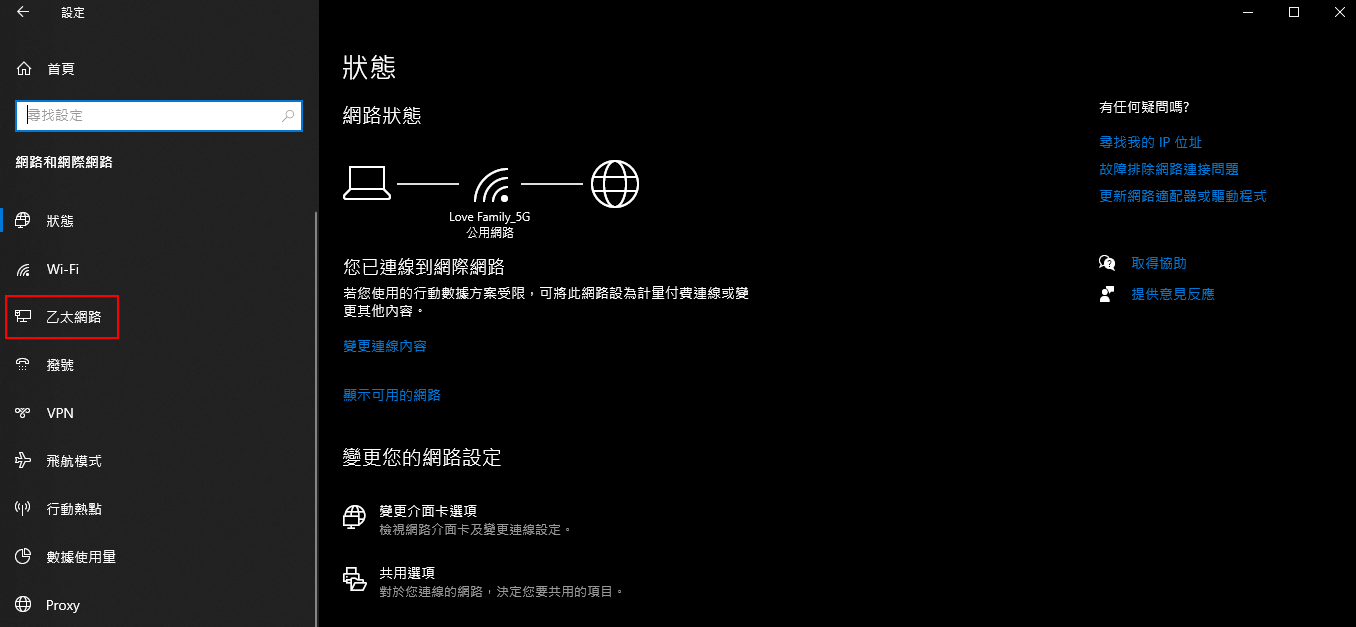 設定
首頁
尋找設定
網路和網際網路
狀態
Wi-Fi
乙太網路
撥號
VPN
飛航模式
行動熱點
數據使用量
Proxy
狀態
網路狀態
Love Family_5G
公用網路
您已連線到網際網路
若您使用的行動數據方案受限，可將此網路設為計量付費連線或變
更其他內容。
變更連線內容
顯示可用的網路
變更您的網路設定
變更介面卡選項
檢視網路介面卡及變更連線設定。
共用選項
對於您連線的網路，決定您要共用的項目。
有任何疑問嗎?
尋找我的 IP 位址
故障排除網路連接問題
更新網路適配器或驅動程式
取得協助
提供意見反應